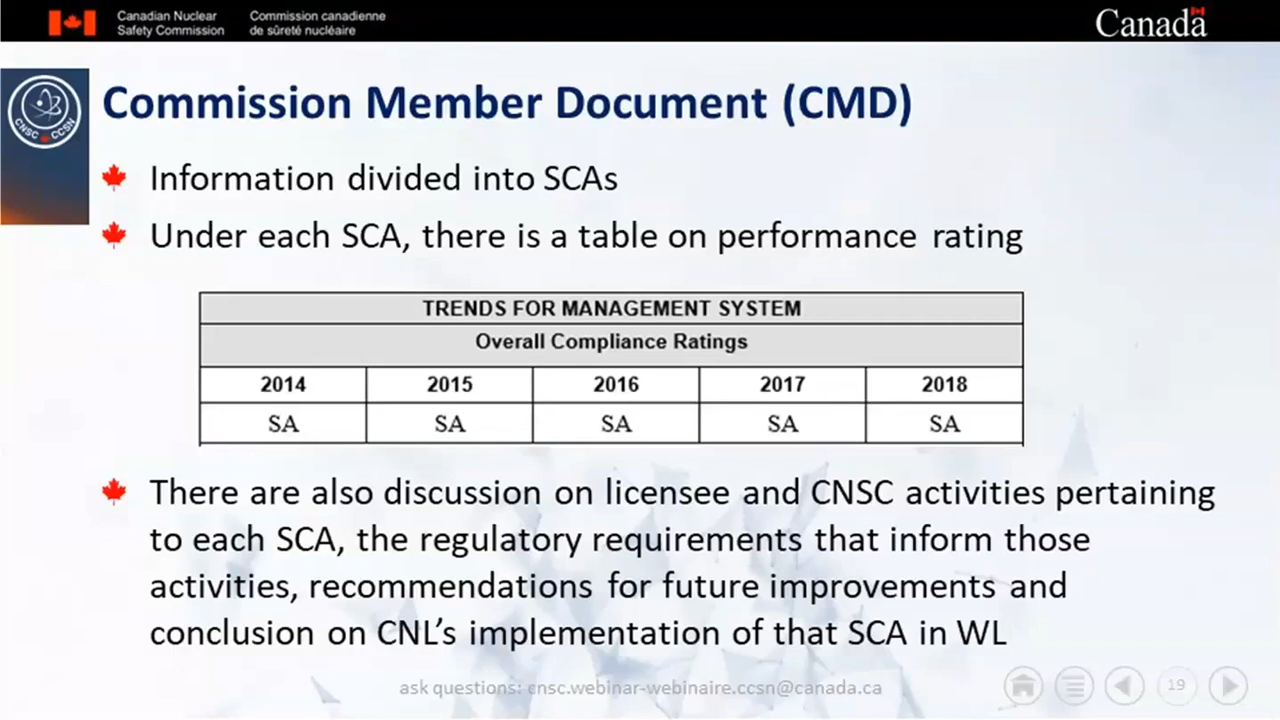 Canadian Nuclear Safety Commission
Commission canadienne de sûreté nucléaire
Canada
CNSC CCSN
Commission Member Document (CMD)
Information divided into SCAs
Under each SCA, there is a table on performance rating
TRENDS FOR MANAGEMENT SYSTEM
Overall Compliance Ratings
2014 2015 2016 2017 2018
SA SA SA SA SA
There are also discussion on licensee and CNSC activities pertaining
to each SCA, the regulatory requirements that inform those
activities, recommendations for future improvements and
conclusion on CNL’s implementation of that SCA in WL
ask questions: cnsc.webinar-webinaire.ccsn@canada.ca
19